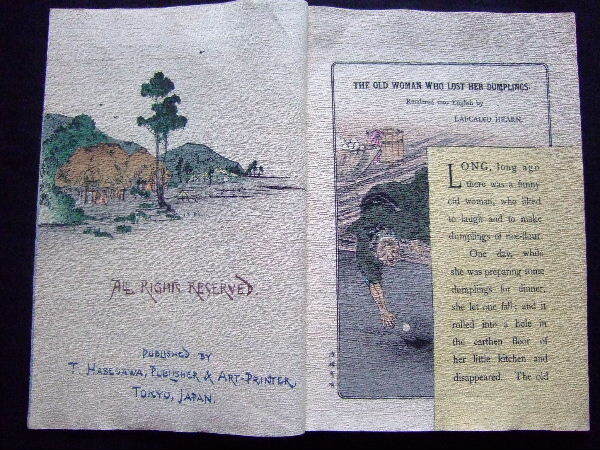 ALL RIGHTS RESERVED.
PUBLISHED BY
T. HASEGAWA, PUBLISHER & ART-PRINTER,
TOKYO, JAPAN.
THE OLD WOMAN WHO LOST HER DUMPLINGS
Rendered into English by
LAFCADIO HEARN.
LONG, long ago
there was a funny
old woman, who liked
to laugh and to make
dumplings of rice-flour.
One day, while
she was preparing some
dumplings for dinner,
she let one fall; and it
rolled into a hole in
the earthen floor of
her little kitchen and
disappeared. The old